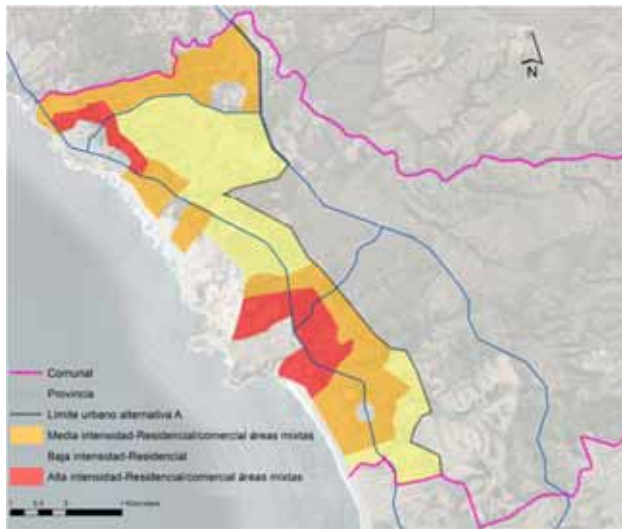 N
Comunal
Provincia
Límite urbano alternativa A
Media intensidad-Residencial/comercial áreas mixtas
Baja intensidad-Residencial
Alta intensidad-Residencial/comercial áreas mixtas